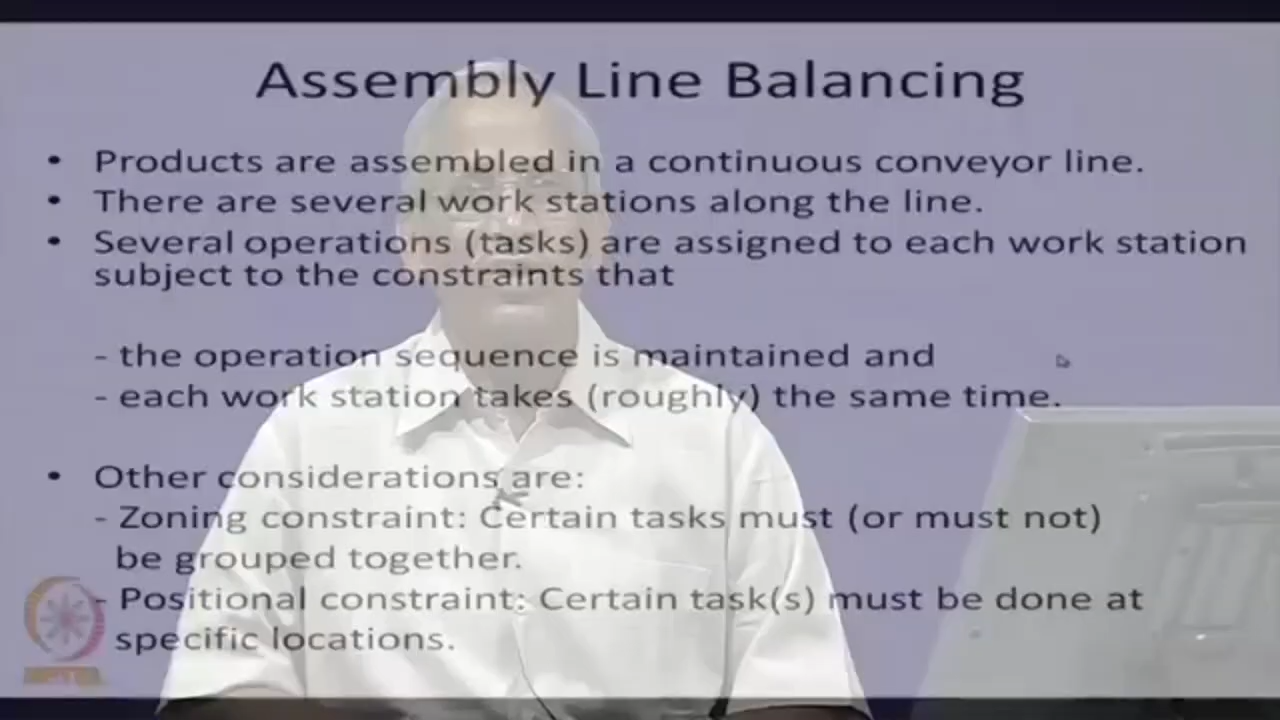 Assembly Line Balancing
• Products are assembled in a continuous conveyor line.
• There are several work stations along the line.
• Several operations (tasks) are assigned to each work station
subject to the constraints that
- the operation sequence is maintained and
- each work station takes (roughly) the same time.
• Other considerations are:
- Zoning constraint: Certain tasks must (or must not)
be grouped together.
- Positional constraint: Certain task(s) must be done at
specific locations.